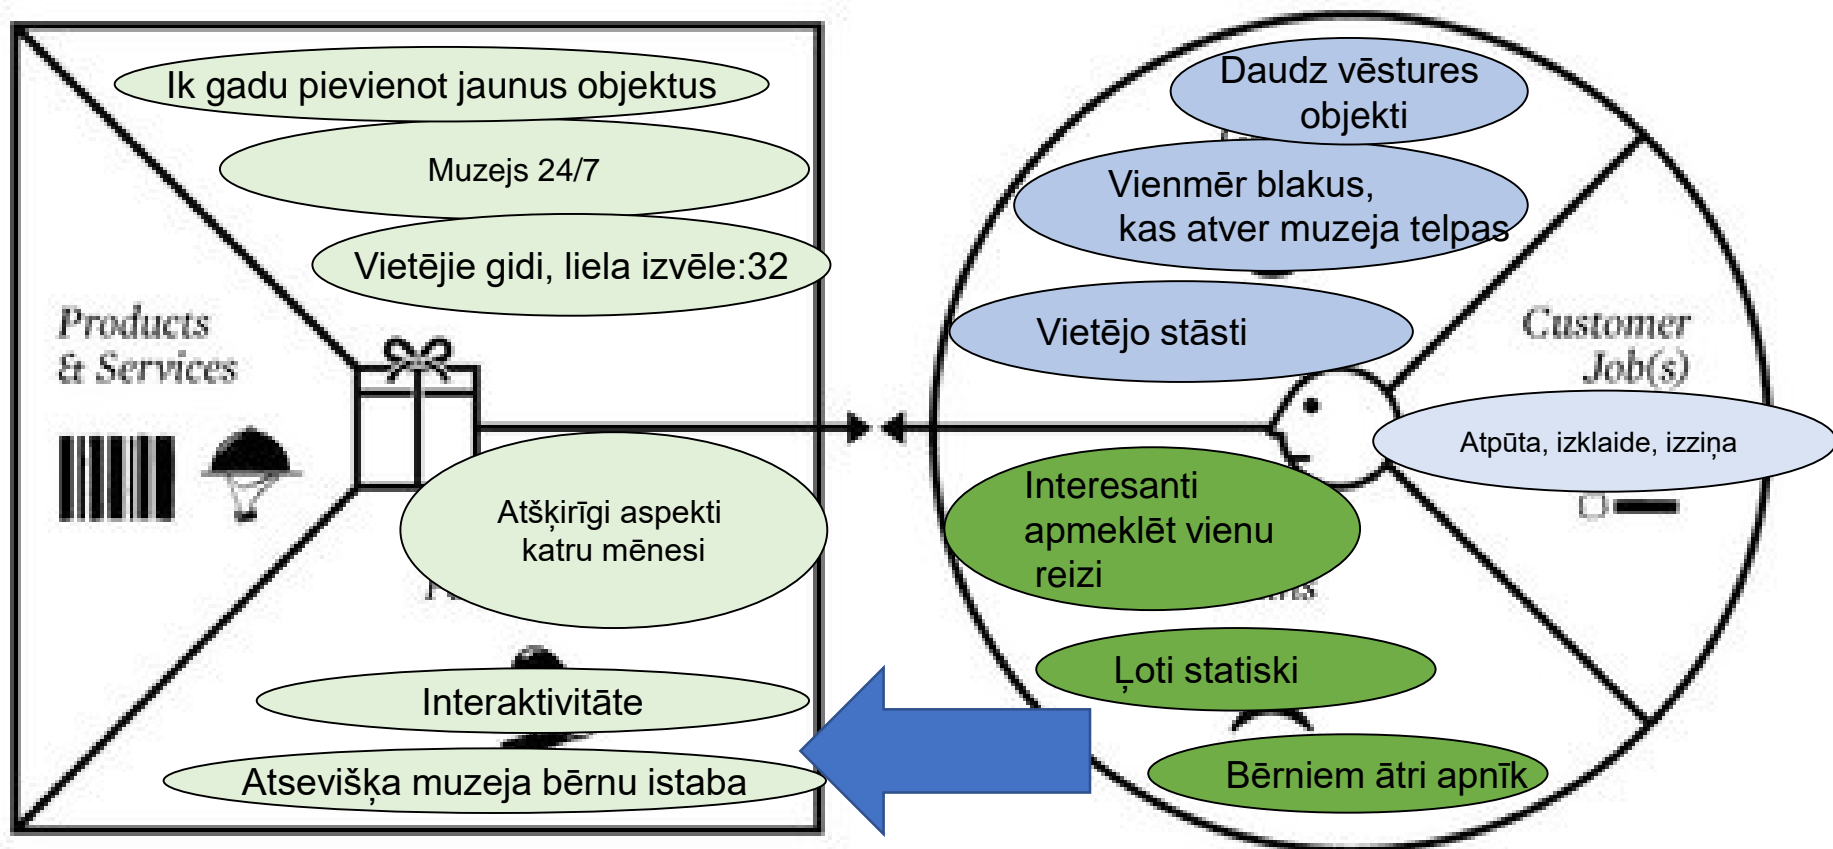 Ik gadu pievienot jaunus objektus
Muzejs 24/7
Vietējie gidi, liela izvēle:32
Products
& Services
Atšķirīgi aspekti
katru mēnesi
Interaktivitāte
Atsevišķa muzeja bērnu istaba
Daudz vēstures
objekti
Vienmēr blakus,
kas atver muzeja telpas
Vietējo stāsti
Customer
Job(s)
Atpūta, izklaide, izziņa
Interesanti
apmeklēt vienu
reizi
Ļoti statiski
Bērniem ātri apnīk